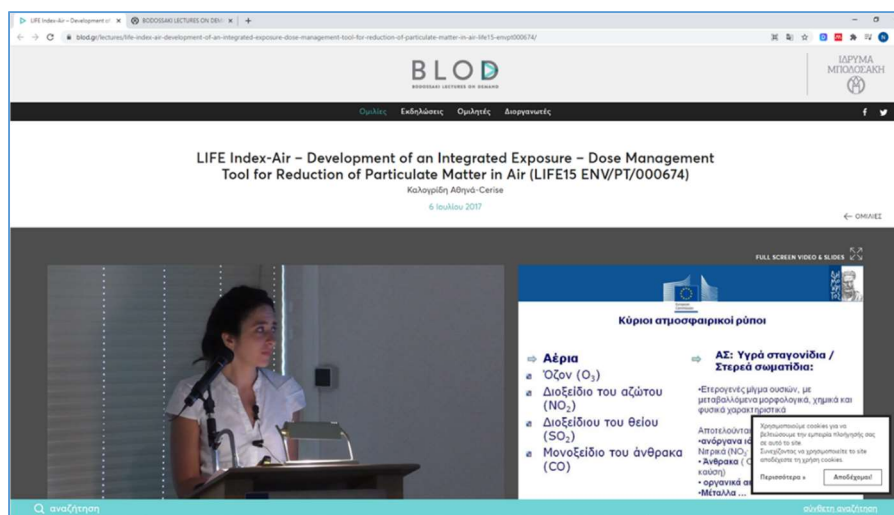 LIFE Index-Air – Development of
BODOSSAKI LECTURES ON DEM
blod.gr/lectures/life-index-air-development-of-an-integrated-exposure-dose-management-tool-for-reduction-of-particulate-matter-in-air-life15-envpt000674/
BLOD
BODOSSAKI LECTURES ON DEMAND
ΙΔΡΥΜΑ
ΜΠΟΔΟΣΑΚΗ
Ομιλίες Εκδηλώσεις Ομιλητές Διοργανωτές
LIFE Index-Air – Development of an Integrated Exposure – Dose Management
Tool for Reduction of Particulate Matter in Air (LIFE15 ENV/PT/000674)
Καλογρίδη Αθηνά-Cerise
6 Ιουλίου 2017
← ΟΜΙΛΙΕΣ
FULL SCREEN VIDEO & SLIDES
Κύριοι ατμοσφαιρικοί ρύποι
Αέρια
Όζον (O₃)
Διοξείδιο του αζώτου
(NO₂)
Διοξείδιου του θείου
(SO₂)
Μονοξείδιο του άνθρακα
(CO)
ΑΣ: Υγρά σταγονίδια /
Στερεά σωματίδια:
•Ετερογενές μίγμα ουσιών, με
μεταβαλλόμενα μορφολογικά, χημικά και
φυσικά χαρακτηριστικά
Αποτελούνται
•ανόργανα
Νιτρικά (NO₃
• Άνθρακα (
καύση)
• οργανικά
•Μέταλλα ...
Χρησιμοποιούμε cookies για να
βελτιώσουμε την εμπειρία πλοήγησής σας
σε αυτό το site.
Συνεχίζοντας να χρησιμοποιείτε το site
αποδέχεστε τη χρήση cookies.
Περισσότερα » Αποδέχομαι!
αναζήτηση
σύνθετη αναζήτηση